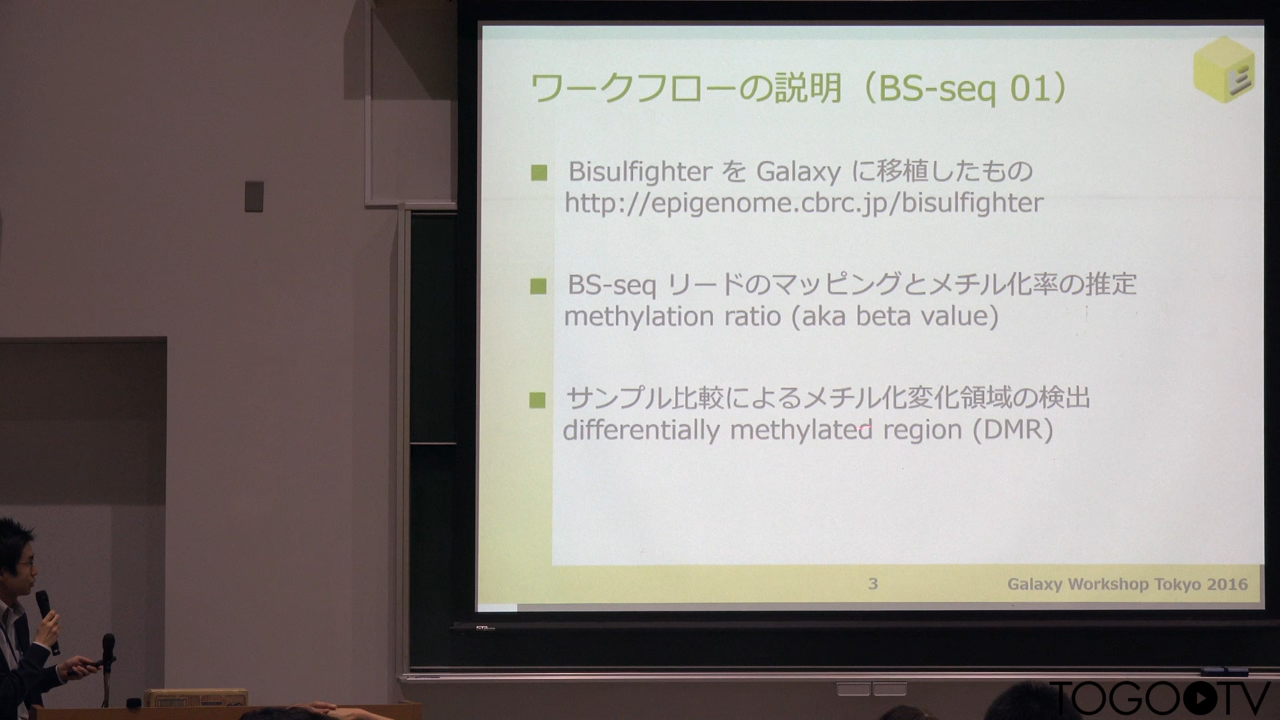 ワークフローの説明（BS-seq 01）
■ Bisulfighter を Galaxy に移植したもの
http://epigenome.cbrc.jp/bisulfighter
■ BS-seq リードのマッピングとメチル化率の推定
methylation ratio (aka beta value)
■ サンプル比較によるメチル化変化領域の検出
differentially methylated region (DMR)
3
Galaxy Workshop Tokyo 2016
TOGOTV